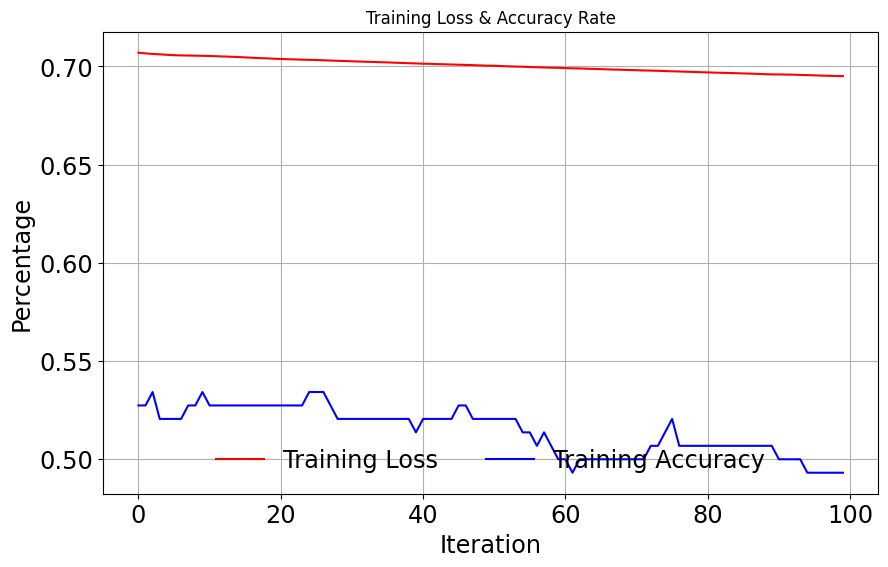 Training Loss & Accuracy Rate
Percentage
0.70
0.65
0.60
0.55
0.50
Training Loss Training Accuracy
0 20 40 60 80 100
Iteration